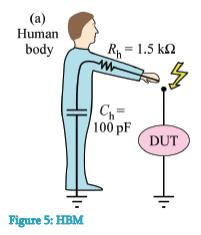 (a)
Human
body
Rh = 1.5 kΩ
Ch =
100 pF
DUT
Figure 5: HBM